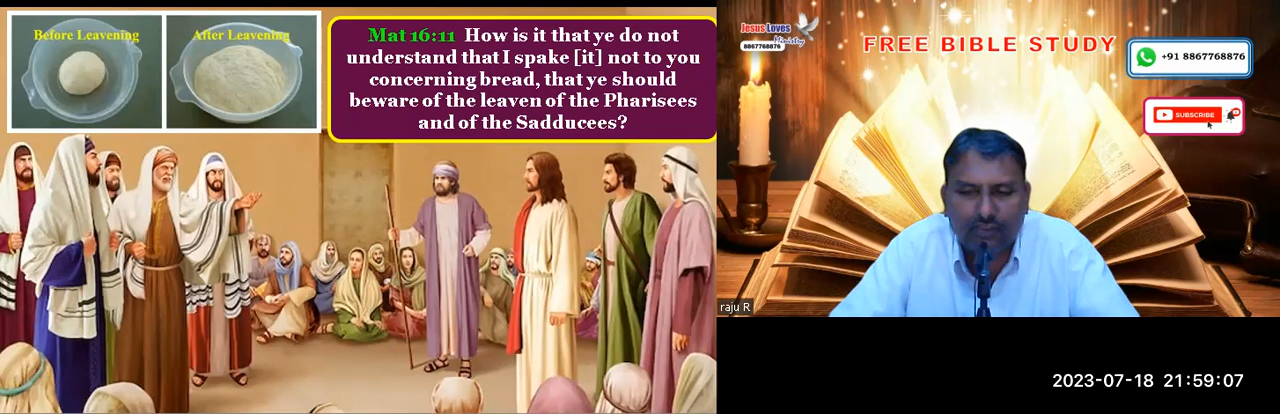 Before Leavening
After Leavening
Mat 16:11 How is it that ye do not
understand that I spake [it] not to you
concerning bread, that ye should
beware of the leaven of the Pharisees
and of the Sadducees?
Jesus Loves
Ministry
8867768876
FREE BIBLE STUDY
+91 8867768876
SUBSCRIBE
raju R
2023-07-18 21:59:07